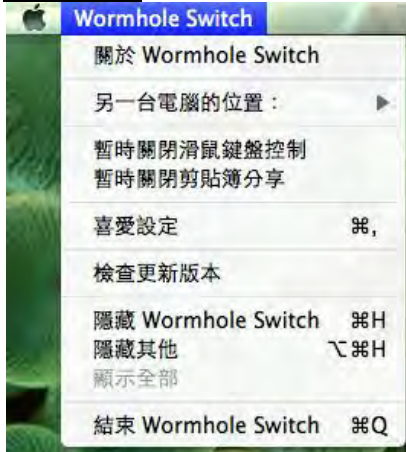 Wormhole Switch
關於 Wormhole Switch
另一台電腦的位置：
暫時關閉滑鼠鍵盤控制
暫時關閉剪貼簿分享
喜愛設定 ⌘,
檢查更新版本
隱藏 Wormhole Switch ⌘H
隱藏其他 ⌥⌘H
顯示全部
結束 Wormhole Switch ⌘Q